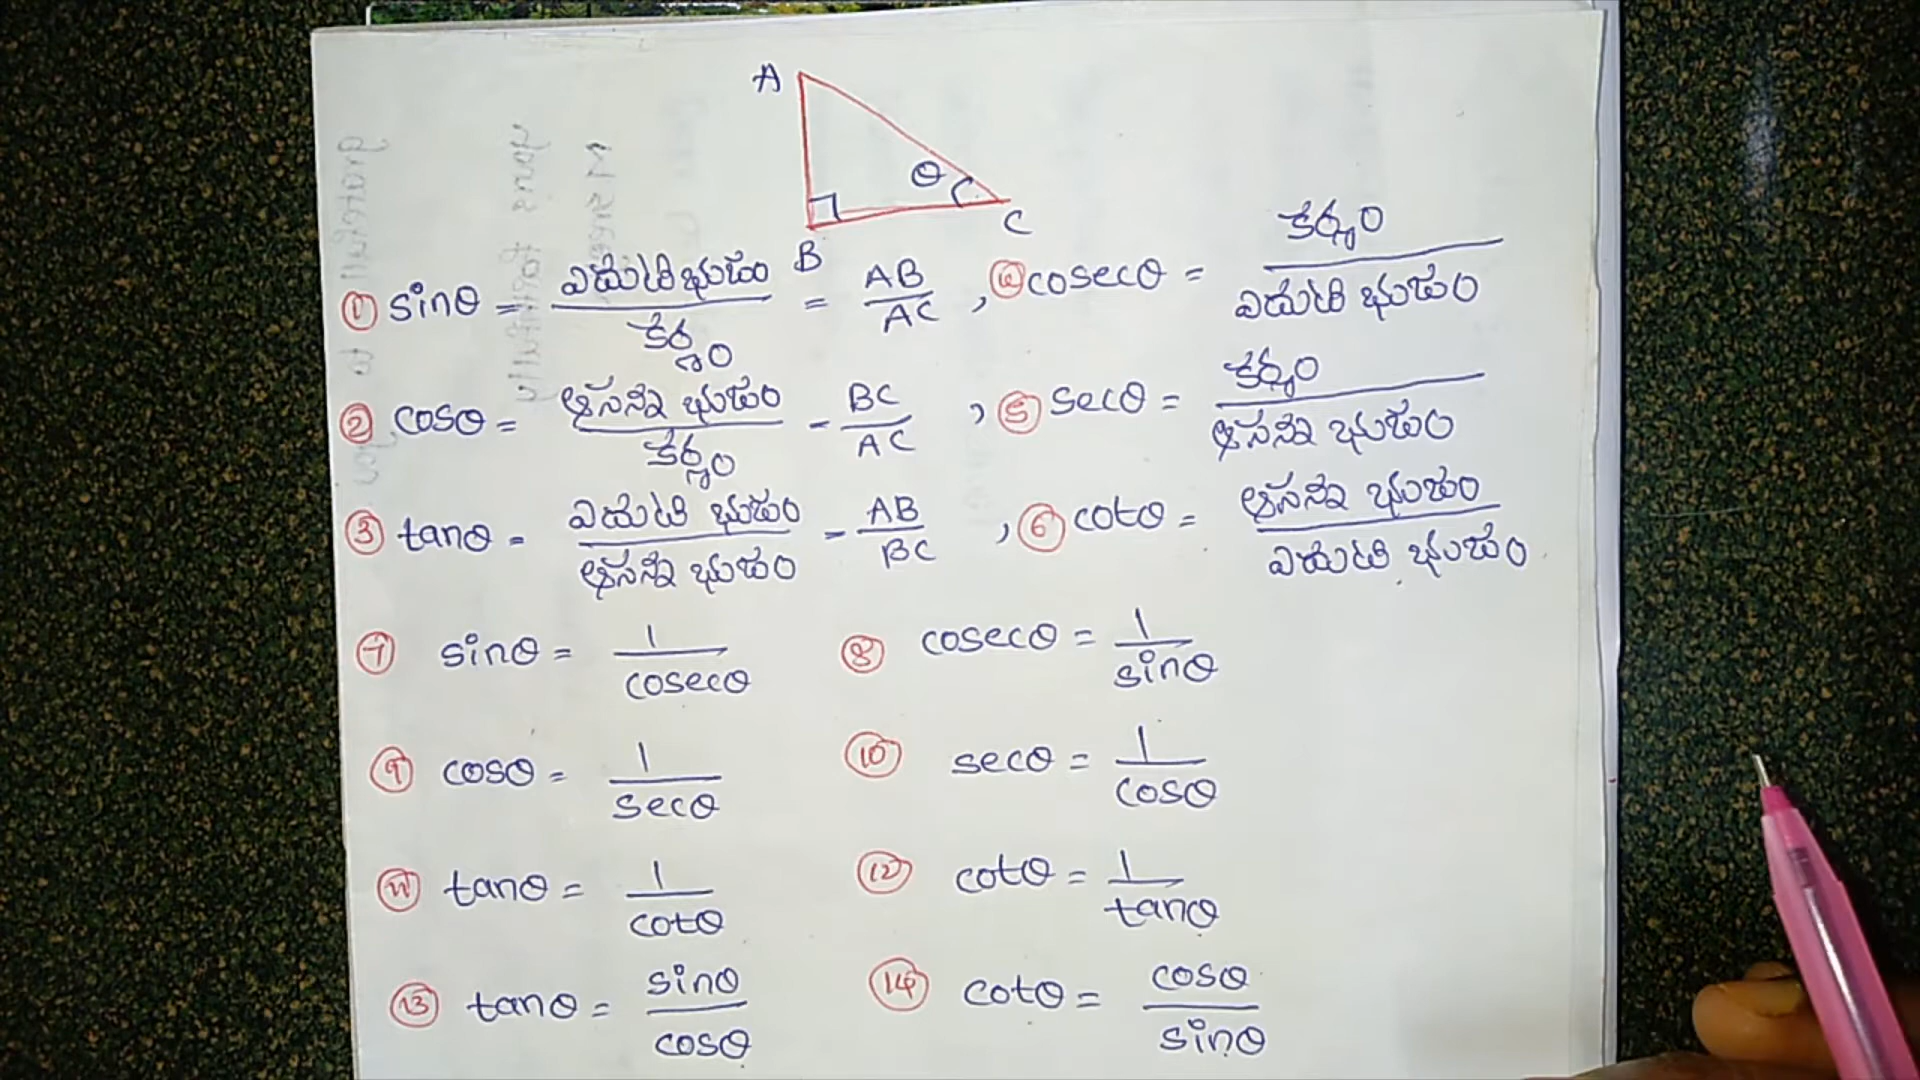 A
θ
B
C
① sinθ = ఎదుటి భుజం / కర్ణం = AB / AC , ④ cosecθ = కర్ణం / ఎదుటి భుజం
② cosθ = ఆసన్న భుజం / కర్ణం - BC / AC , ⑤ secθ = కర్ణం / ఆసన్న భుజం
③ tanθ = ఎదుటి భుజం / ఆసన్న భుజం - AB / BC , ⑥ cotθ = ఆసన్న భుజం / ఎదుటి భుజం
⑦ sinθ = 1 / cosecθ ⑧ cosecθ = 1 / sinθ
⑨ cosθ = 1 / secθ ⑩ secθ = 1 / cosθ
⑪ tanθ = 1 / cotθ ⑫ cotθ = 1 / tanθ
⑬ tanθ = sinθ / cosθ ⑭ cotθ = cosθ / sinθ